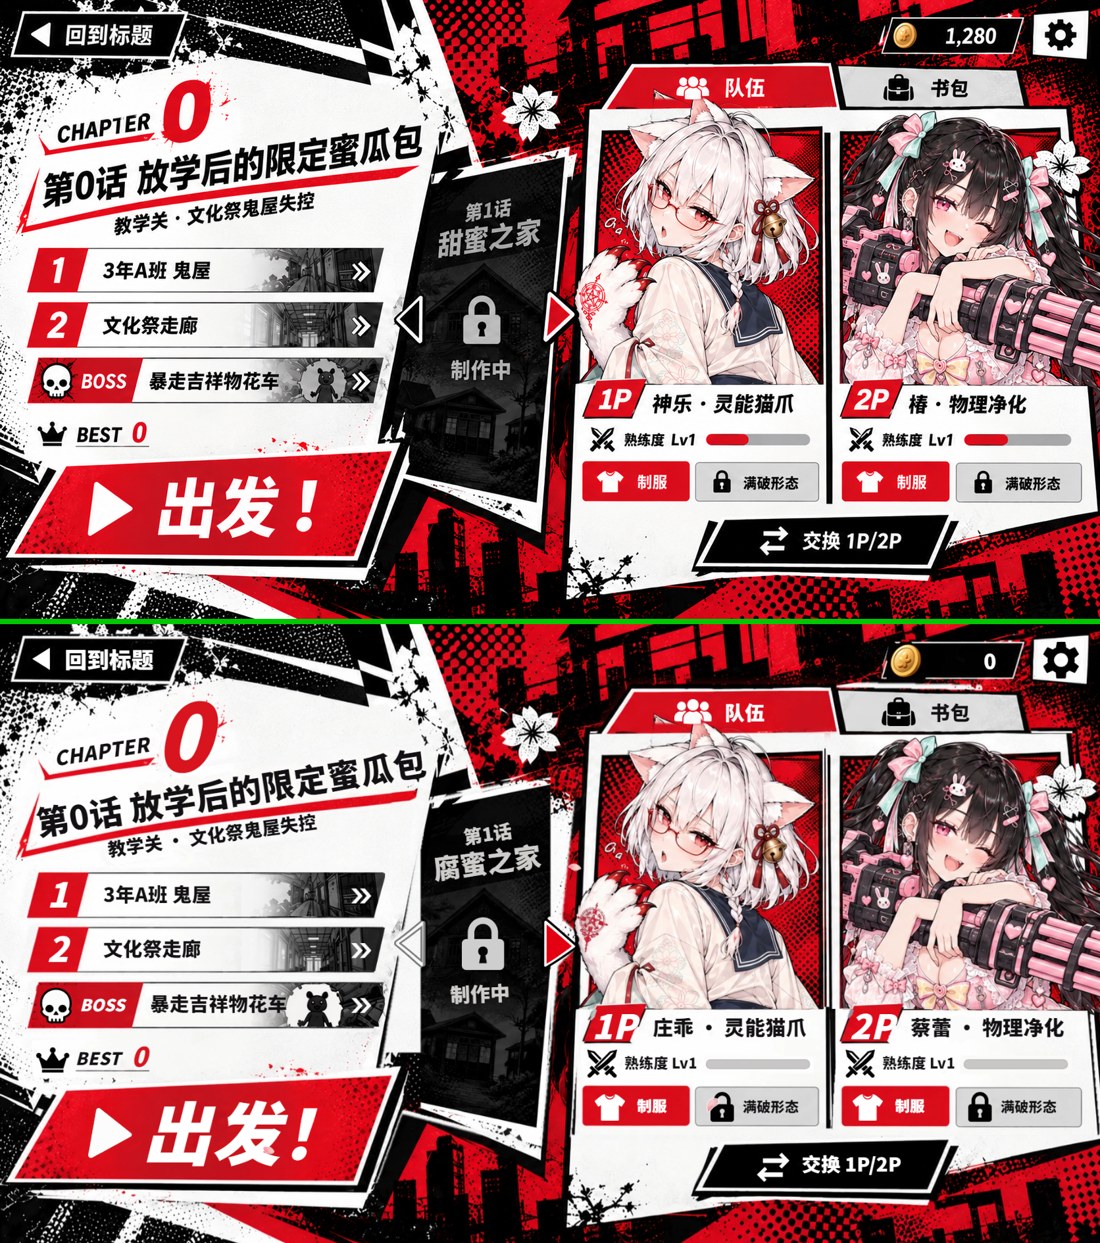 回到标题
1,280
CHAPTER 0
第0话 放学后的限定蜜瓜包
教学关·文化祭鬼屋失控
1 3年A班 鬼屋
2 文化祭走廊
BOSS 暴走吉祥物花车
BEST 0
出发！
第1话
甜蜜之家
制作中
队伍
书包
1P 神乐·灵能猫爪
熟练度 Lv1
制服
满破形态
2P 椿·物理净化
熟练度 Lv1
制服
满破形态
交换 1P/2P
回到标题
0
CHAPTER 0
第0话 放学后的限定蜜瓜包
教学关·文化祭鬼屋失控
1 3年A班 鬼屋
2 文化祭走廊
BOSS 暴走吉祥物花车
BEST 0
出发!
第1话
腐蜜之家
制作中
队伍
书包
1P 庄乖·灵能猫爪
熟练度 Lv1
制服
满破形态
2P 蔡蕾·物理净化
熟练度 Lv1
制服
满破形态
交换 1P/2P